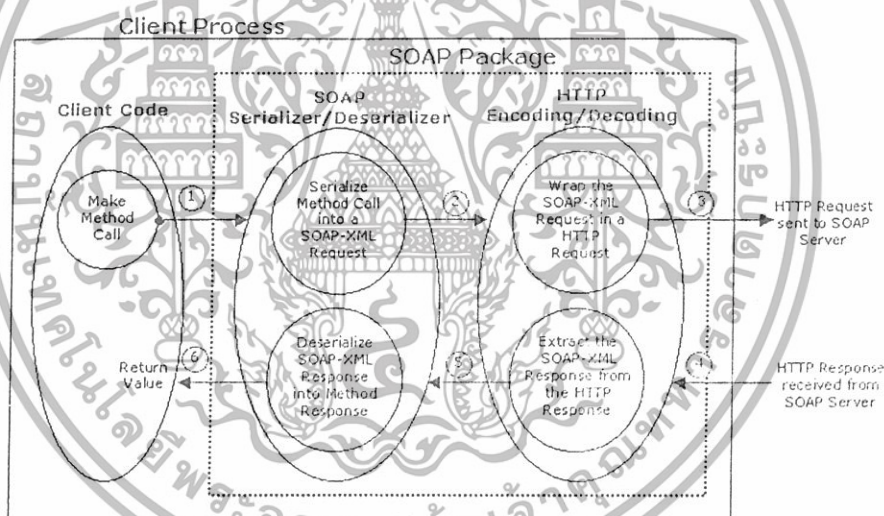 Client Process
SOAP Package
Client Code
SOAP
Serializer/Deserializer
HTTP
Encoding/Decoding
Make
Method
Call
1
Serialize
Method Call
into a
SOAP-XML
Request
2
Wrap the
SOAP-XML
Request in a
HTTP
Request
3
HTTP Request
sent to SOAP
Server
Return
Value
6
Deserialize
SOAP-XML
Response
into Method
Response
5
Extract the
SOAP-XML
Response from
the HTTP
Response
4
HTTP Response
received from
SOAP Server